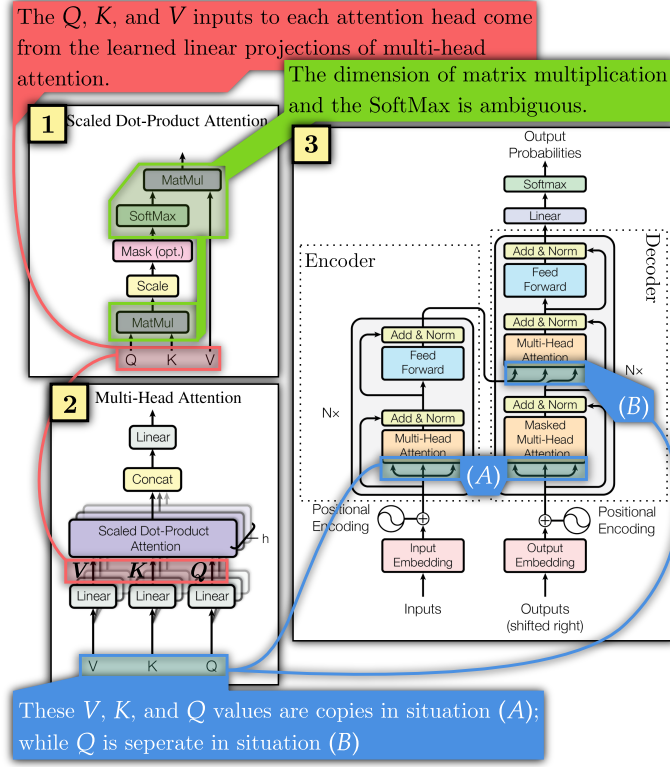 The Q, K, and V inputs to each attention head come
from the learned linear projections of multi-head
attention.
The dimension of matrix multiplication
and the SoftMax is ambiguous.
1
Scaled Dot-Product Attention
MatMul
SoftMax
Mask (opt.)
Scale
MatMul
Q K V
2
Multi-Head Attention
Linear
Concat
Scaled Dot-Product
Attention
h
V K Q
Linear Linear Linear
V K Q
3
Output
Probabilities
Softmax
Linear
Encoder
Decoder
Add & Norm
Feed
Forward
Add & Norm
Multi-Head
Attention
N×
(B)
Add & Norm
Masked
Multi-Head
Attention
Add & Norm
Feed
Forward
N×
Add & Norm
Multi-Head
Attention
(A)
Positional
Encoding
Positional
Encoding
Input
Embedding
Output
Embedding
Inputs
Outputs
(shifted right)
These V, K, and Q values are copies in situation (A);
while Q is seperate in situation (B)